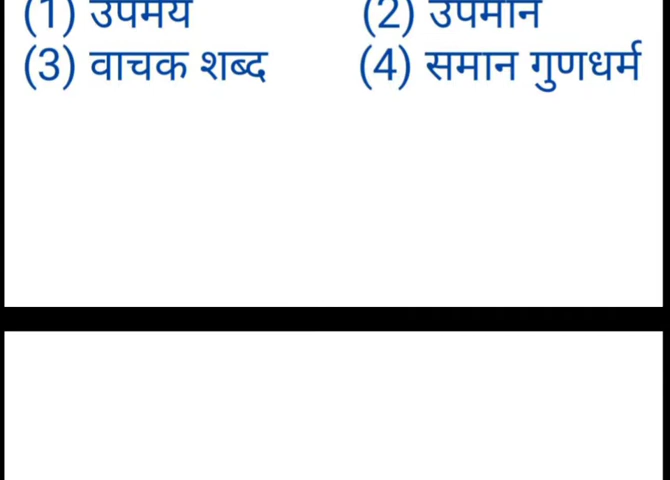 (1) उपमेय (2) उपमान
(3) वाचक शब्द (4) समान गुणधर्म